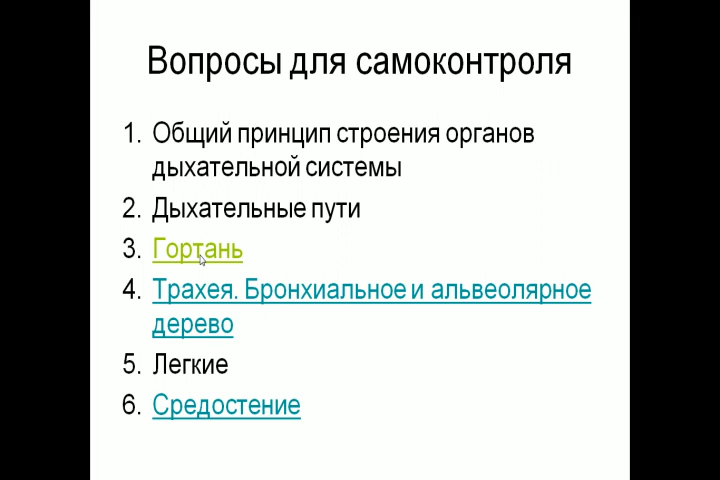 Вопросы для самоконтроля
1. Общий принцип строения органов
дыхательной системы
2. Дыхательные пути
3. Гортань
4. Трахея. Бронхиальное и альвеолярное
дерево
5. Легкие
6. Средостение